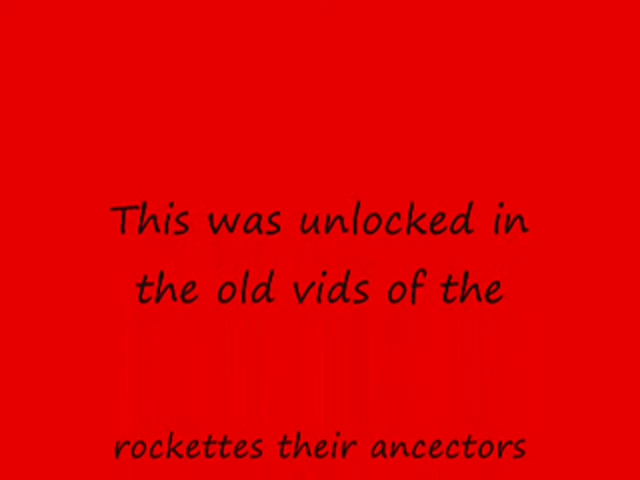 This was unlocked in
the old vids of the
rockettes their ancectors